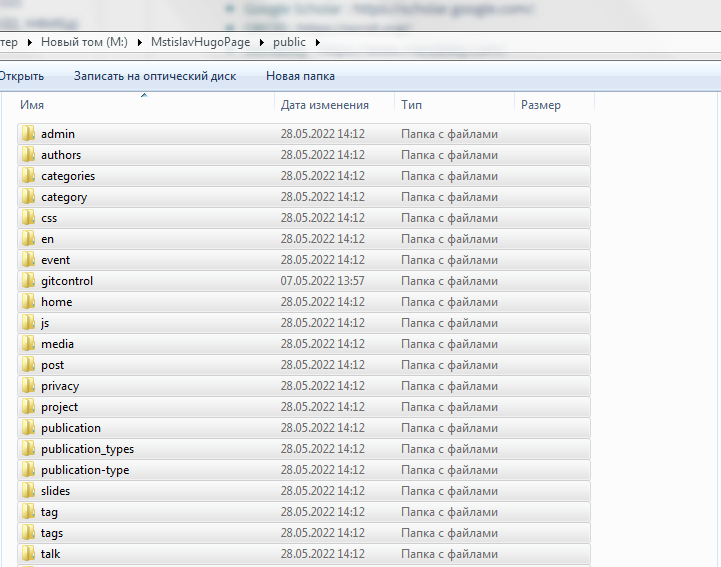 Google Scholar: https://scholar.google.com/
тер ▸ Новый том (M:) ▸ MstislavHugoPage ▸ public ▸
Открыть Записать на оптический диск Новая папка
Имя Дата изменения Тип Размер
admin 28.05.2022 14:12 Папка с файлами
authors 28.05.2022 14:12 Папка с файлами
categories 28.05.2022 14:12 Папка с файлами
category 28.05.2022 14:12 Папка с файлами
css 28.05.2022 14:12 Папка с файлами
en 28.05.2022 14:12 Папка с файлами
event 28.05.2022 14:12 Папка с файлами
gitcontrol 07.05.2022 13:57 Папка с файлами
home 28.05.2022 14:12 Папка с файлами
js 28.05.2022 14:12 Папка с файлами
media 28.05.2022 14:12 Папка с файлами
post 28.05.2022 14:12 Папка с файлами
privacy 28.05.2022 14:12 Папка с файлами
project 28.05.2022 14:12 Папка с файлами
publication 28.05.2022 14:12 Папка с файлами
publication_types 28.05.2022 14:12 Папка с файлами
publication-type 28.05.2022 14:12 Папка с файлами
slides 28.05.2022 14:12 Папка с файлами
tag 28.05.2022 14:12 Папка с файлами
tags 28.05.2022 14:12 Папка с файлами
talk 28.05.2022 14:12 Папка с файлами